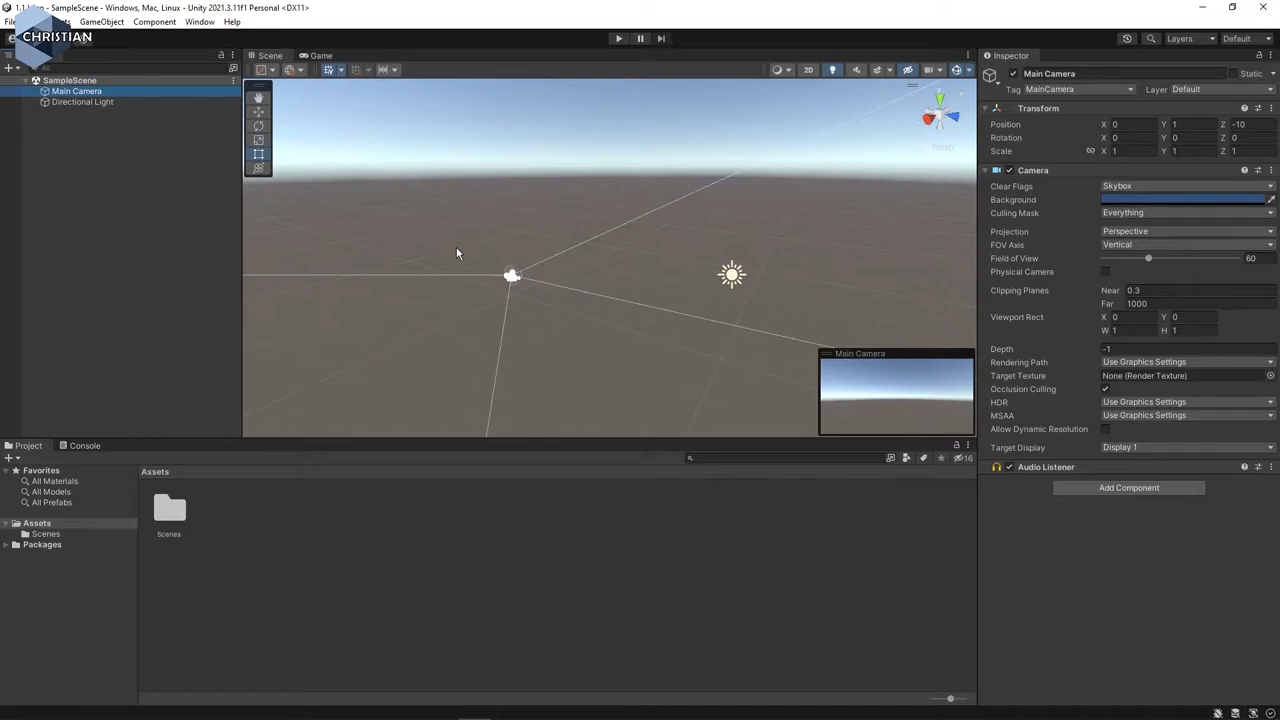 1.1.1 - SampleScene - Windows, Mac, Linux - Unity 2021.3.11f1 Personal <DX11>
GameObject Component Window Help
CHRISTIAN
Layers Default
Scene Game
All
SampleScene
Main Camera
Directional Light
2D
Persp
Main Camera
Inspector
Main Camera Static
Tag MainCamera Layer Default
Transform
Position X 0 Y 1 Z -10
Rotation X 0 Y 0 Z 0
Scale X 1 Y 1 Z 1
Camera
Clear Flags Skybox
Background
Culling Mask Everything
Projection Perspective
FOV Axis Vertical
Field of View 60
Physical Camera
Clipping Planes Near 0.3
Far 1000
Viewport Rect X 0 Y 0
W 1 H 1
Depth -1
Rendering Path Use Graphics Settings
Target Texture None (Render Texture)
Occlusion Culling
HDR Use Graphics Settings
MSAA Use Graphics Settings
Allow Dynamic Resolution
Target Display Display 1
Audio Listener
Add Component
Project Console
16
Favorites
All Materials
All Models
All Prefabs
Assets
Scenes
Packages
Assets
Scenes